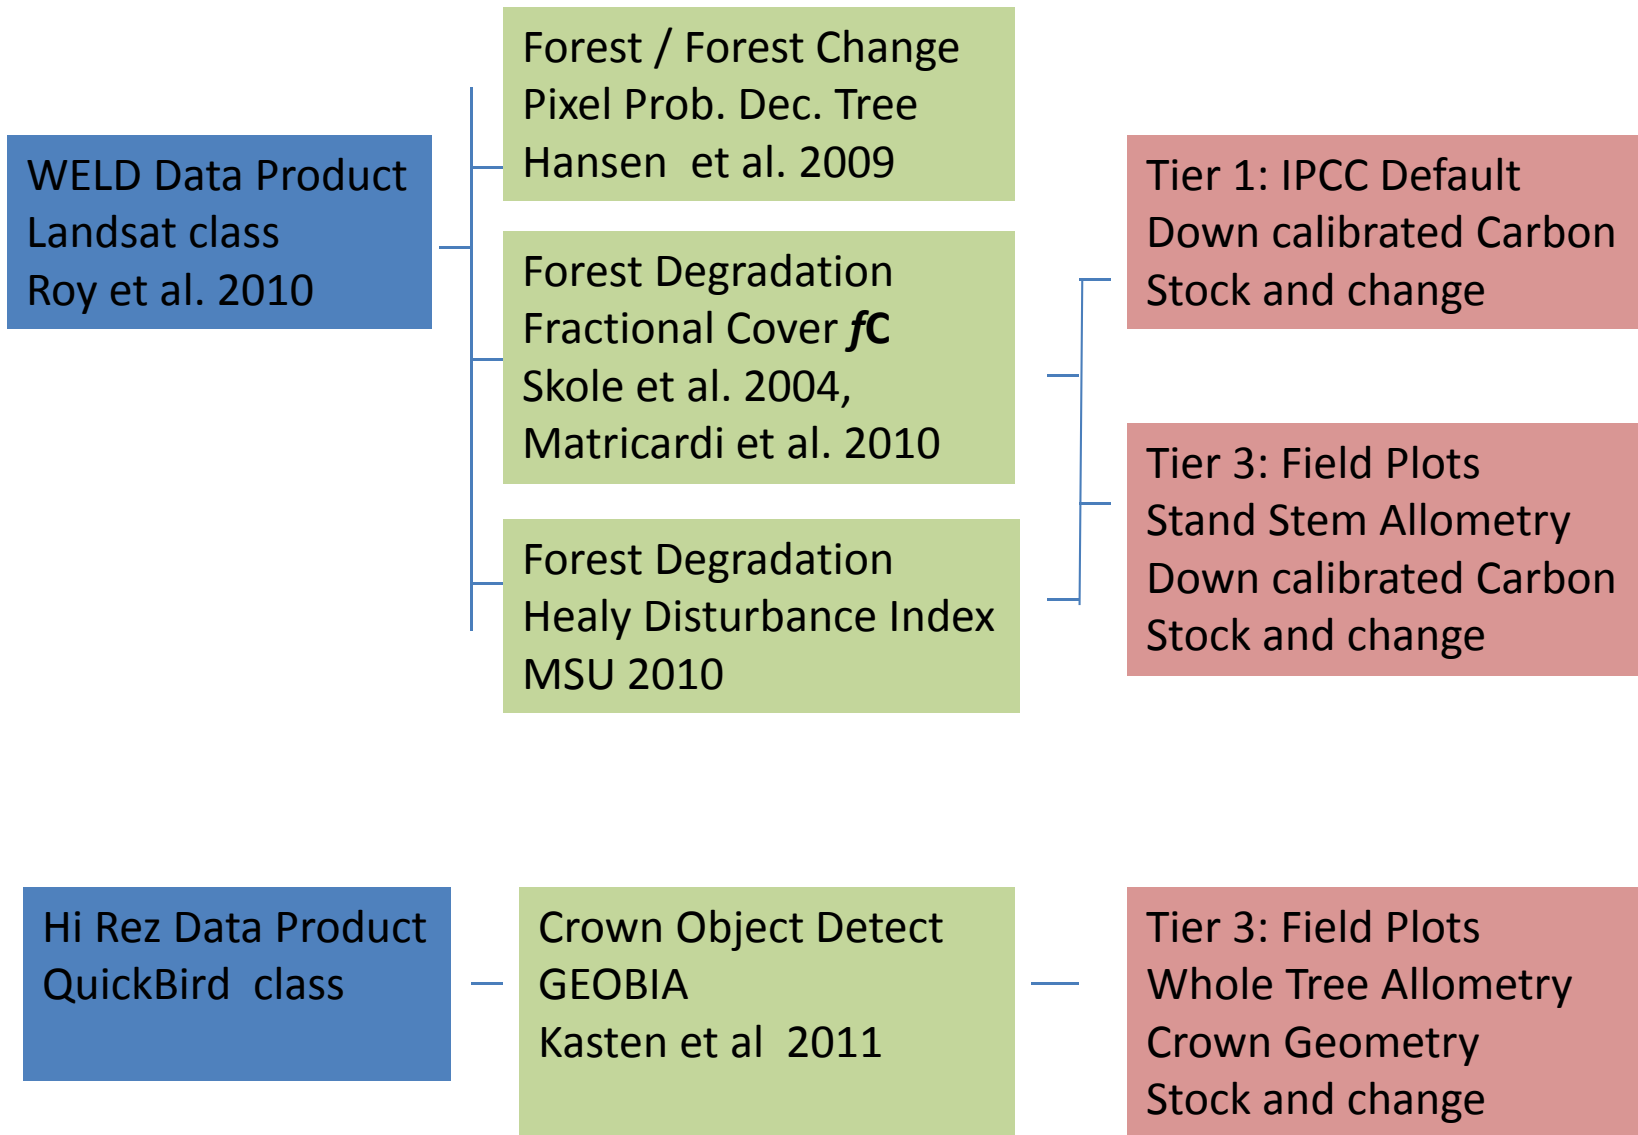 WELD Data Product
Landsat class
Roy et al. 2010
Forest / Forest Change
Pixel Prob. Dec. Tree
Hansen  et al. 2009
Forest Degradation
Fractional Cover fC
Skole et al. 2004,
Matricardi et al. 2010
Forest Degradation
Healy Disturbance Index
MSU 2010
Tier 1: IPCC Default
Down calibrated Carbon
Stock and change
Tier 3: Field Plots
Stand Stem Allometry
Down calibrated Carbon
Stock and change
Hi Rez Data Product
QuickBird  class
Crown Object Detect
GEOBIA
Kasten et al  2011
Tier 3: Field Plots
Whole Tree Allometry
Crown Geometry
Stock and change